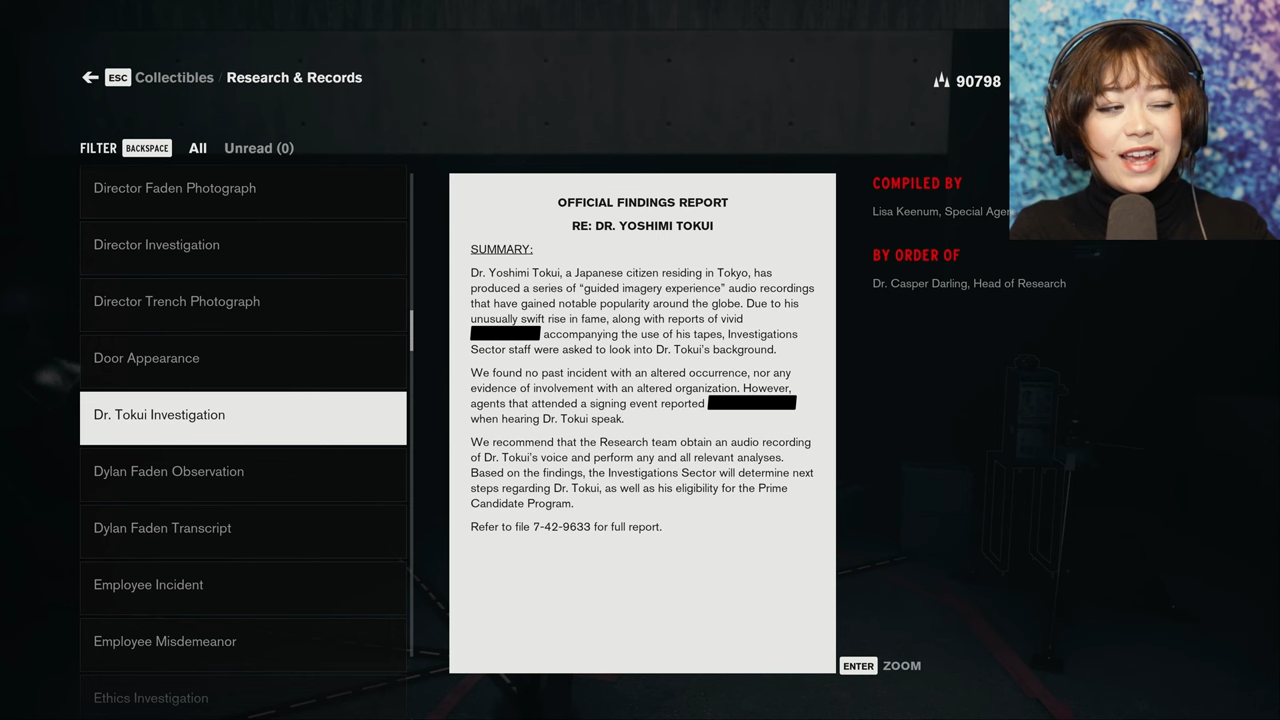 ESC Collectibles / Research & Records
90798
FILTER BACKSPACE All Unread (0)
Director Faden Photograph
Director Investigation
Director Trench Photograph
Door Appearance
Dr. Tokui Investigation
Dylan Faden Observation
Dylan Faden Transcript
Employee Incident
Employee Misdemeanor
Ethics Investigation
OFFICIAL FINDINGS REPORT
RE: DR. YOSHIMI TOKUI
SUMMARY:
Dr. Yoshimi Tokui, a Japanese citizen residing in Tokyo, has
produced a series of “guided imagery experience” audio recordings
that have gained notable popularity around the globe. Due to his
unusually swift rise in fame, along with reports of vivid
accompanying the use of his tapes, Investigations
Sector staff were asked to look into Dr. Tokui's background.
We found no past incident with an altered occurrence, nor any
evidence of involvement with an altered organization. However,
agents that attended a signing event reported
when hearing Dr. Tokui speak.
We recommend that the Research team obtain an audio recording
of Dr. Tokui's voice and perform any and all relevant analyses.
Based on the findings, the Investigations Sector will determine next
steps regarding Dr. Tokui, as well as his eligibility for the Prime
Candidate Program.
Refer to file 7-42-9633 for full report.
COMPILED BY
Lisa Keenum, Special
BY ORDER OF
Dr. Casper Darling, Head of Research
ENTER ZOOM